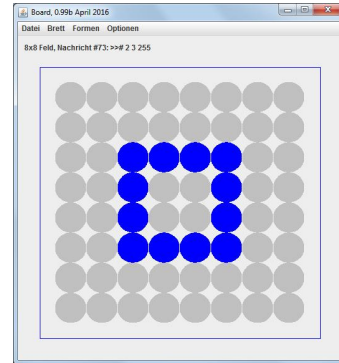 Board, 0.99b April 2016
Datei Brett Formen Optionen
8x8 Feld, Nachricht #73: >># 2 3 255